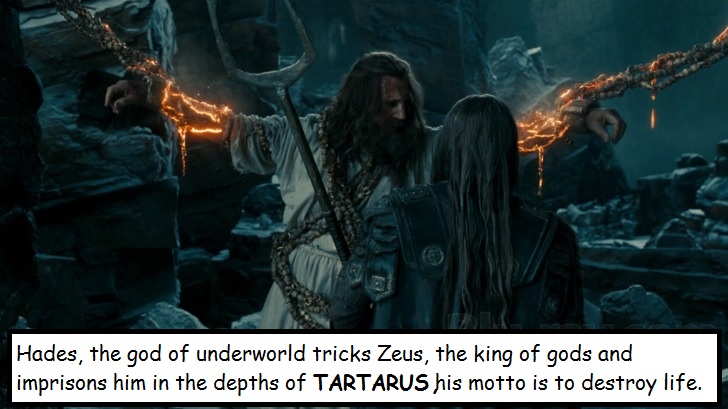 Hades, the god of underworld tricks Zeus, the king of gods and
imprisons him in the depths of TARTARUS ,his motto is to destroy life.